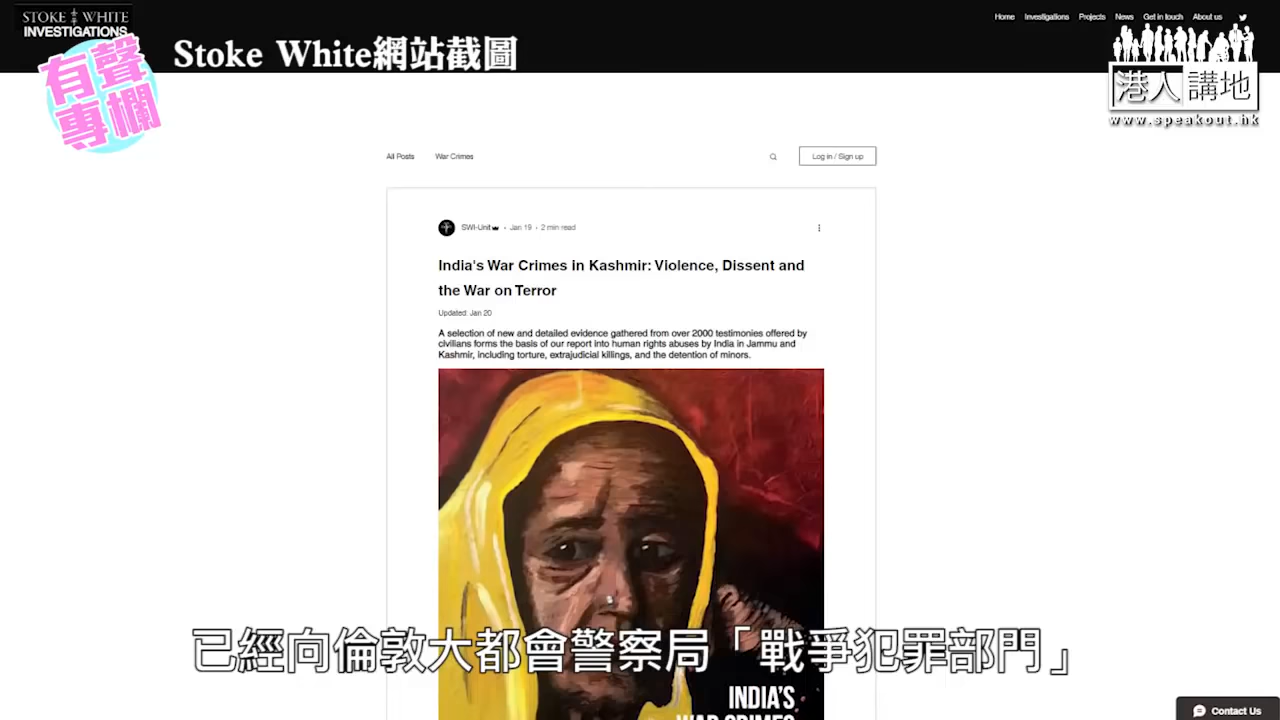 STOKE WHITE
INVESTIGATIONS
Home Investigations Projects News Get in touch About us
Stoke White網站截圖
有聲
專欄
港人講地
www.speakout.hk
All Posts War Crimes
Log in / Sign up
SWI-Unit · Jan 19 · 2 min read
India's War Crimes in Kashmir: Violence, Dissent and
the War on Terror
Updated: Jan 20
A selection of new and detailed evidence gathered from over 2000 testimonies offered by
civilians forms the basis of our report into human rights abuses by India in Jammu and
Kashmir, including torture, extrajudicial killings, and the detention of minors.
已經向倫敦大都會警察局「戰爭犯罪部門」
INDIA'S
WAR CRIMES
Contact Us